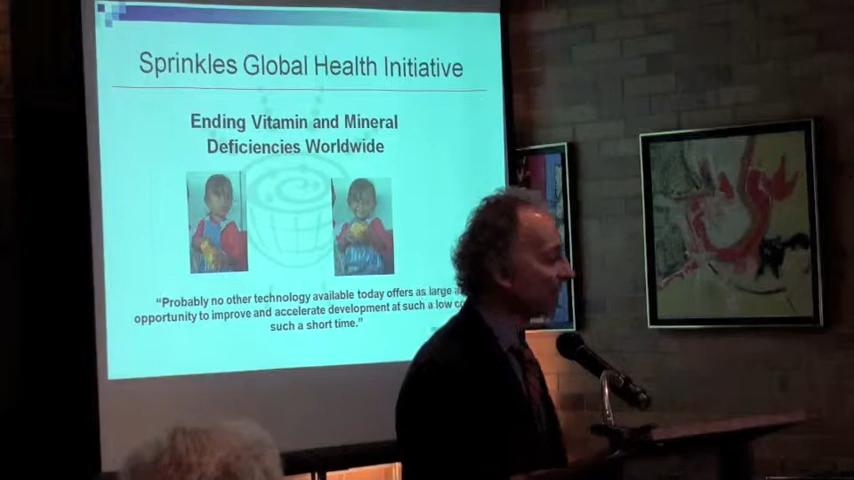 Sprinkles Global Health Initiative
Ending Vitamin and Mineral
Deficiencies Worldwide
"Probably no other technology available today offers as large
opportunity to improve and accelerate development at such a low
such a short time."